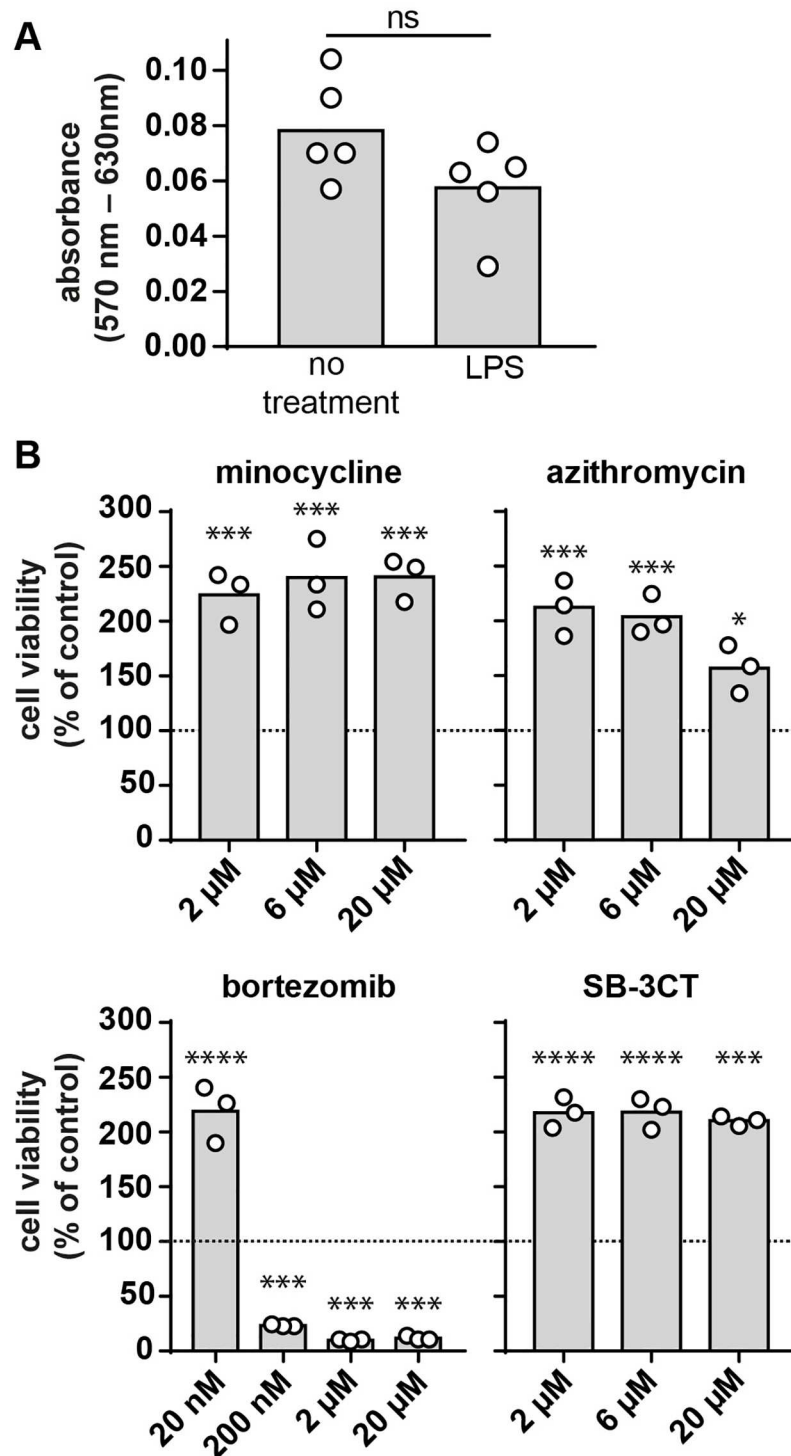 A
ns
absorbance
(570 nm – 630nm)
0.10
0.08
0.06
0.04
0.02
0.00
no
treatment
LPS
B
minocycline
azithromycin
cell viability
(% of control)
300
250
200
150
100
50
0
***
***
***
***
***
*
2 µM
6 µM
20 µM
2 µM
6 µM
20 µM
bortezomib
SB-3CT
cell viability
(% of control)
300
250
200
150
100
50
0
****
***
***
***
****
****
***
20 nM
200 nM
2 µM
20 µM
2 µM
6 µM
20 µM